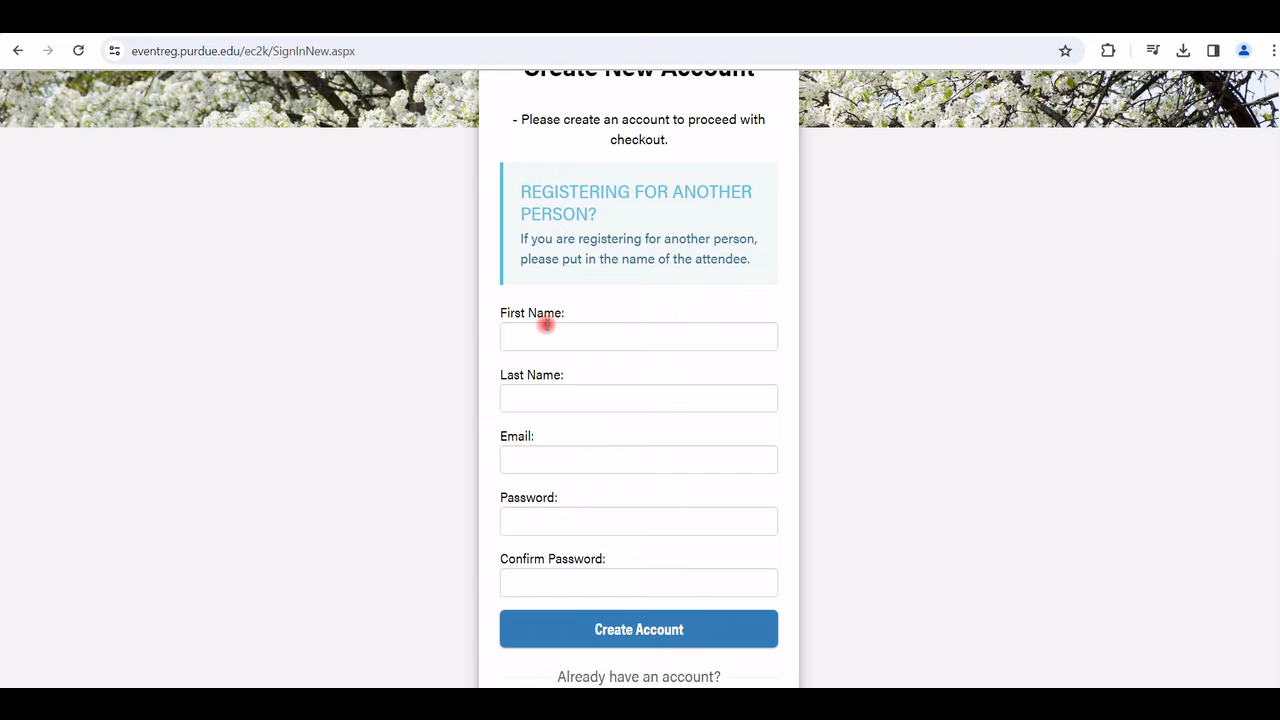 eventreg.purdue.edu/ec2k/SignInNew.aspx
Create New Account
- Please create an account to proceed with
checkout.
REGISTERING FOR ANOTHER
PERSON?
If you are registering for another person,
please put in the name of the attendee.
First Name:
Last Name:
Email:
Password:
Confirm Password:
Create Account
Already have an account?